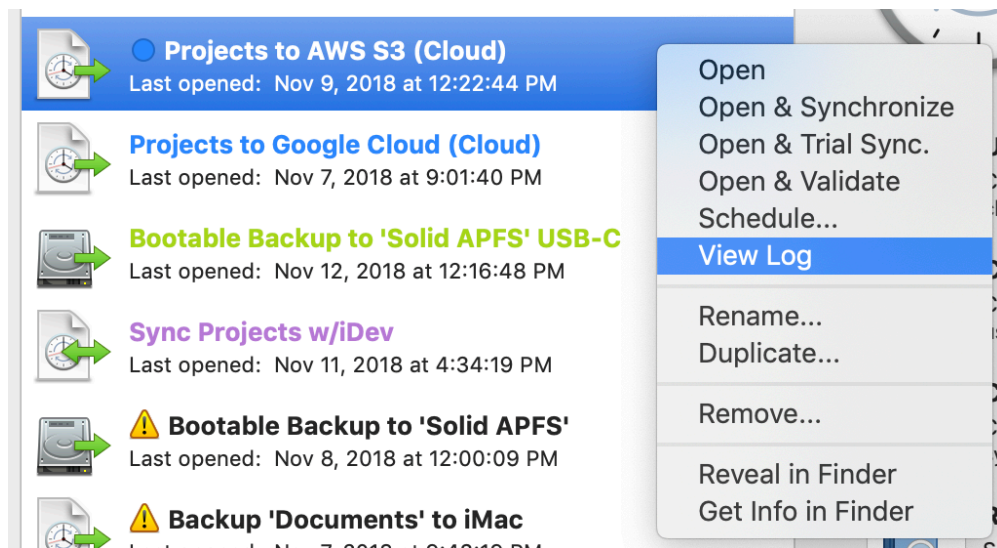 Projects to AWS S3 (Cloud)
Last opened: Nov 9, 2018 at 12:22:44 PM
Projects to Google Cloud (Cloud)
Last opened: Nov 7, 2018 at 9:01:40 PM
Bootable Backup to 'Solid APFS' USB-C
Last opened: Nov 12, 2018 at 12:16:48 PM
Sync Projects w/iDev
Last opened: Nov 11, 2018 at 4:34:19 PM
Bootable Backup to 'Solid APFS'
Last opened: Nov 8, 2018 at 12:00:09 PM
Backup 'Documents' to iMac
Open
Open & Synchronize
Open & Trial Sync.
Open & Validate
Schedule...
View Log
Rename...
Duplicate...
Remove...
Reveal in Finder
Get Info in Finder